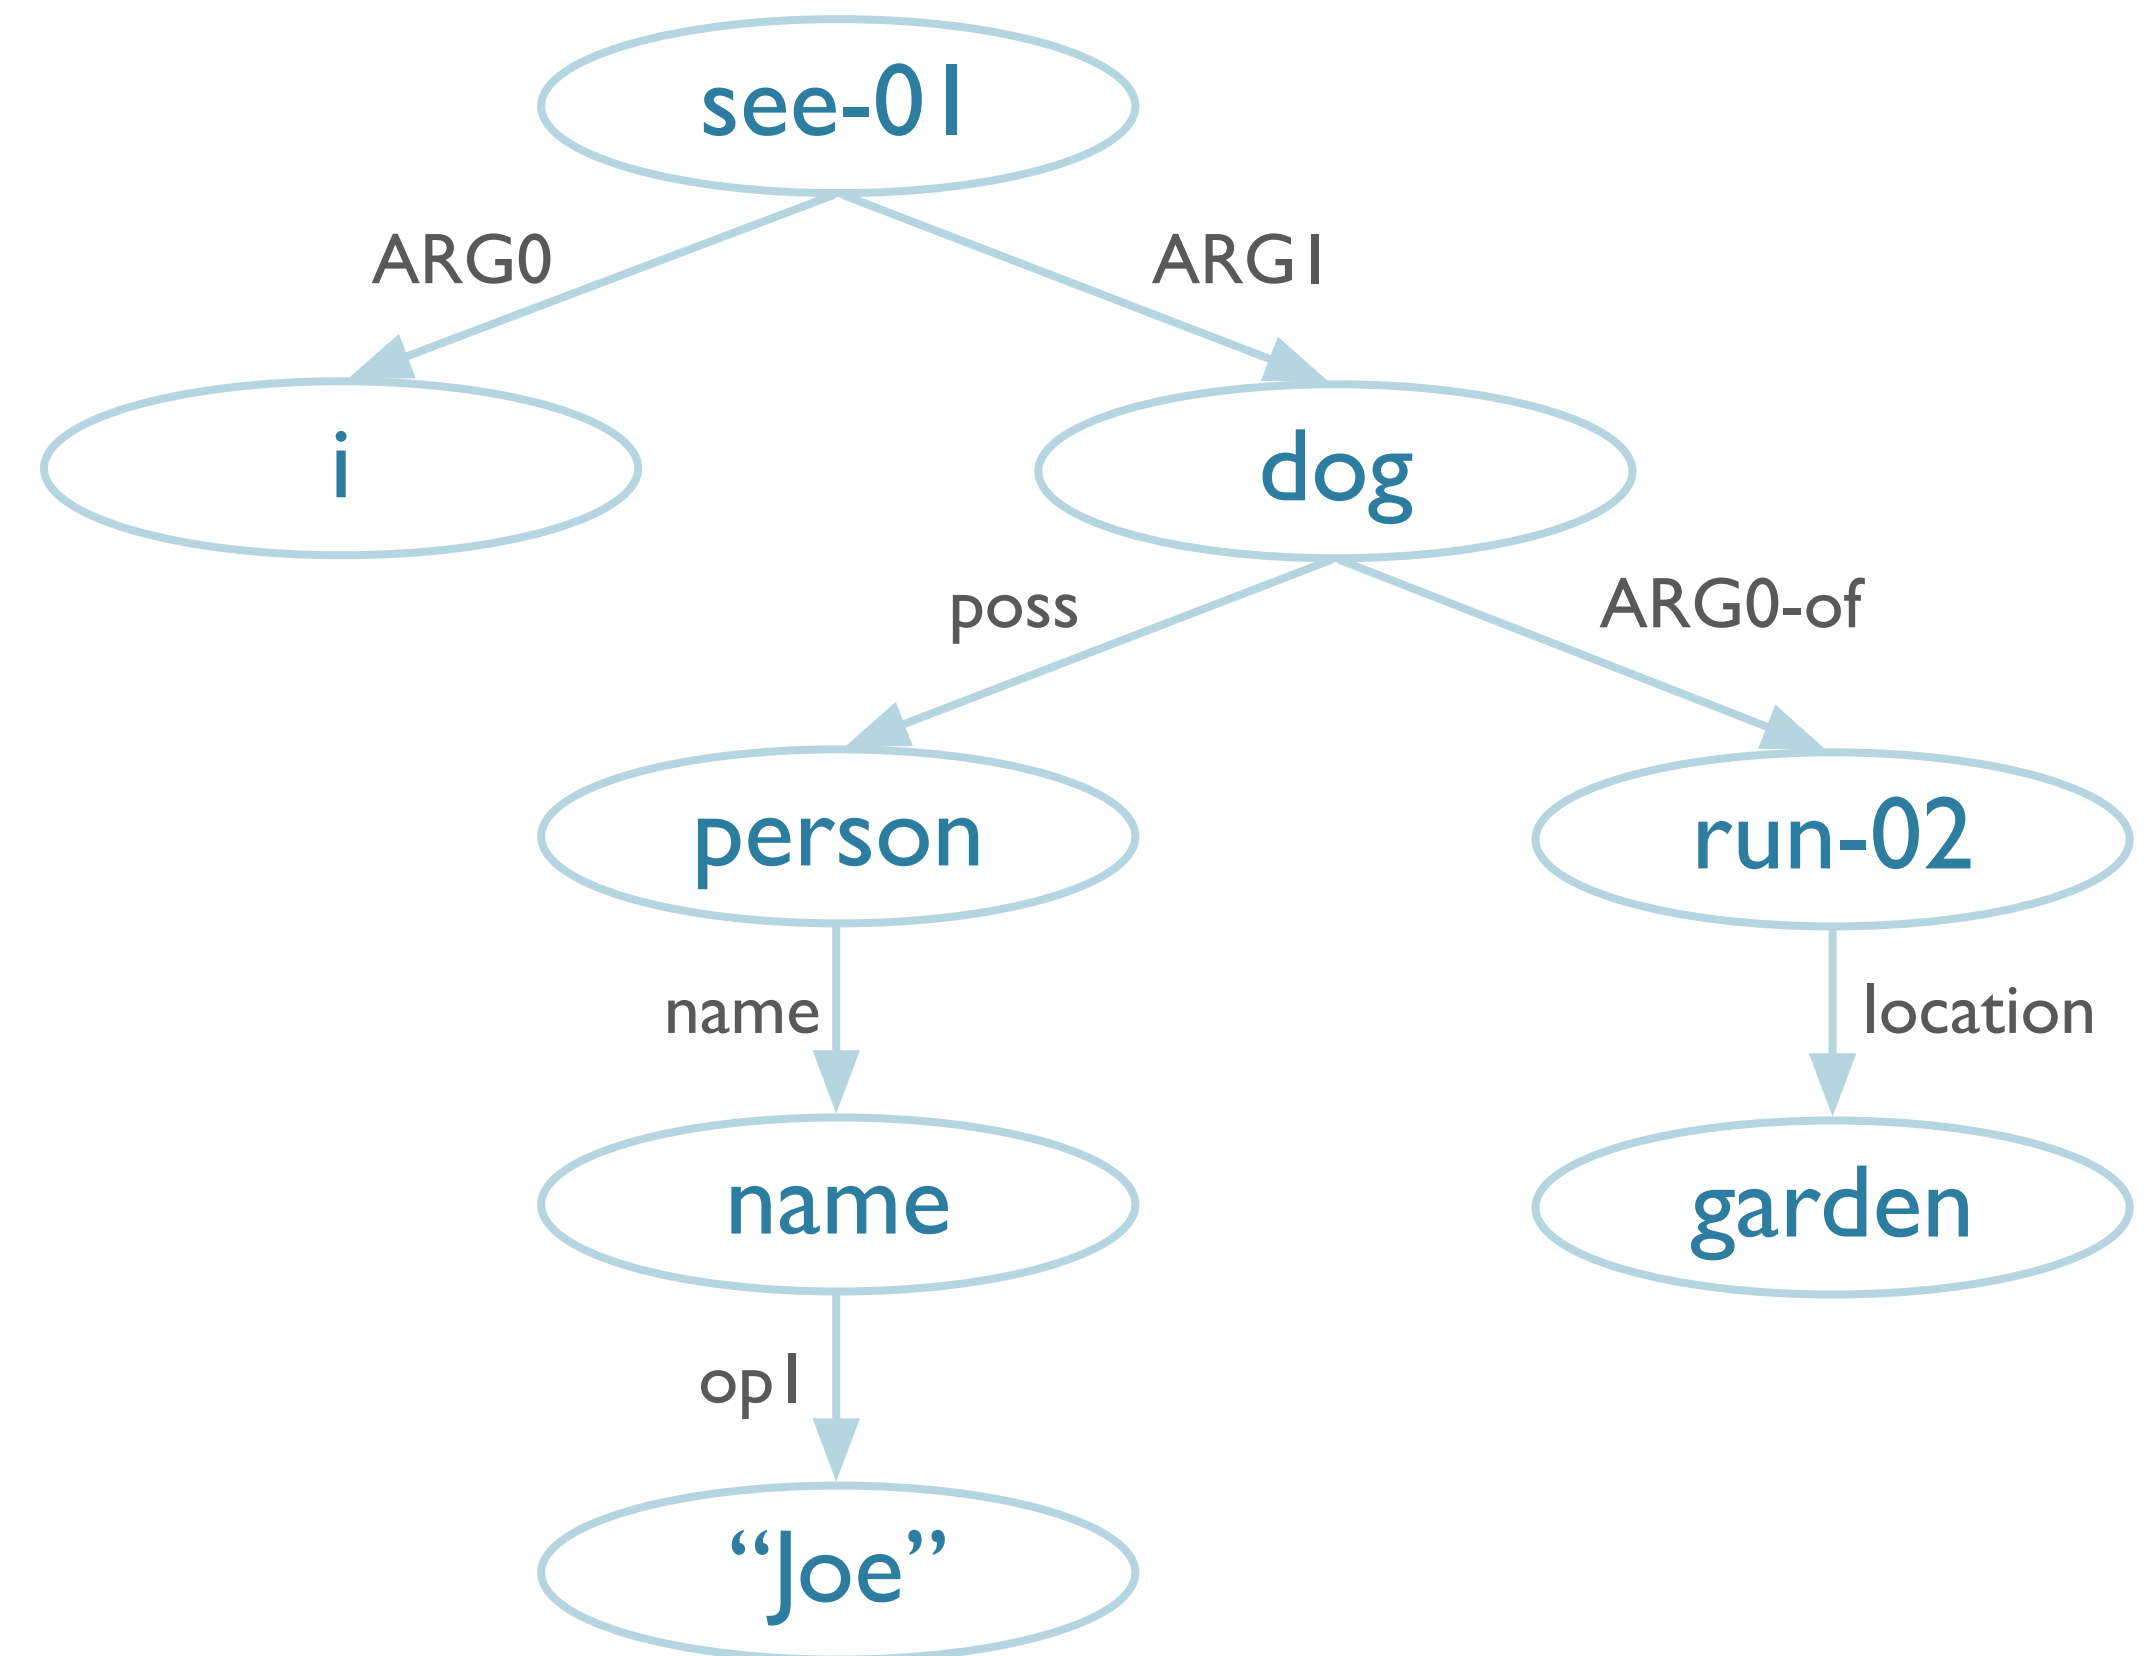 see-01
ARG0
ARG1
i
dog
poss
ARG0-of
person
run-02
name
location
name
garden
op1
“Joe”